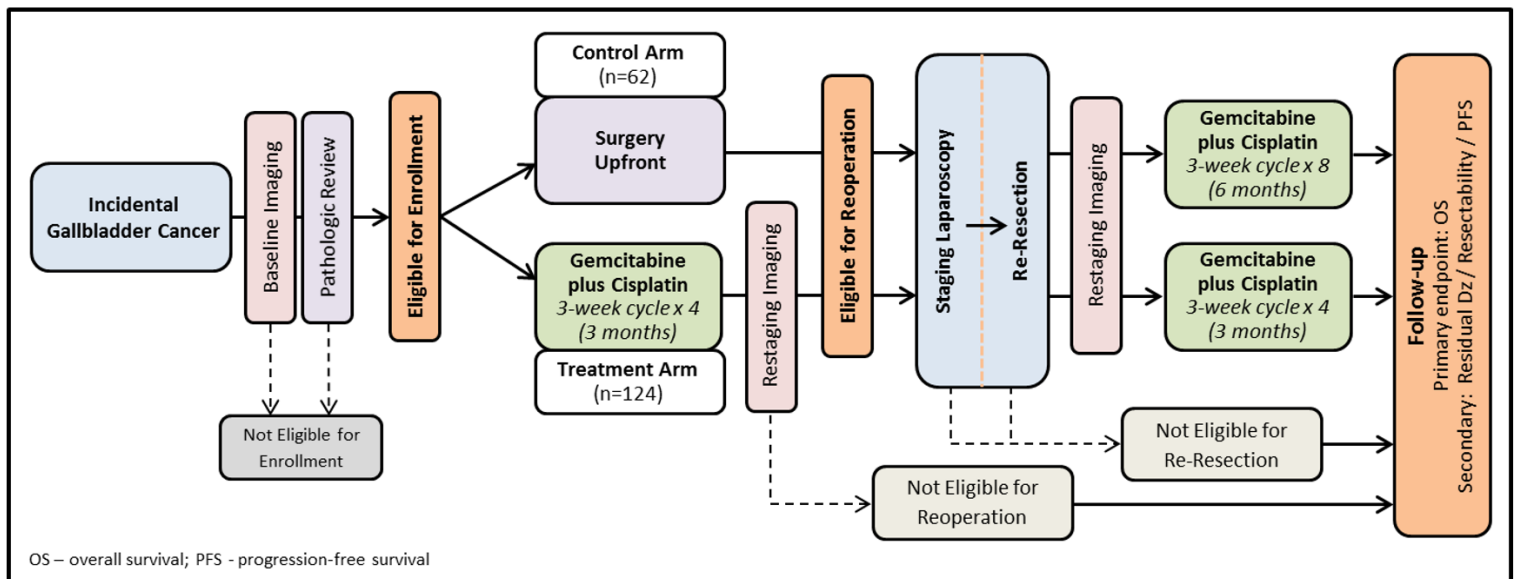 Incidental
Gallbladder Cancer
Baseline Imaging
Pathologic Review
Not Eligible for
Enrollment
Eligible for Enrollment
Control Arm
(n=62)
Surgery
Upfront
Gemcitabine
plus Cisplatin
3-week cycle x 4
(3 months)
Treatment Arm
(n=124)
Restaging Imaging
Eligible for Reoperation
Staging Laparoscopy
Re-Resection
Restaging Imaging
Gemcitabine
plus Cisplatin
3-week cycle x 8
(6 months)
Gemcitabine
plus Cisplatin
3-week cycle x 4
(3 months)
Not Eligible for
Re-Resection
Not Eligible for
Reoperation
Follow-up
Primary endpoint: OS
Secondary: Residual Dz/ Resectability / PFS
OS – overall survival; PFS - progression-free survival